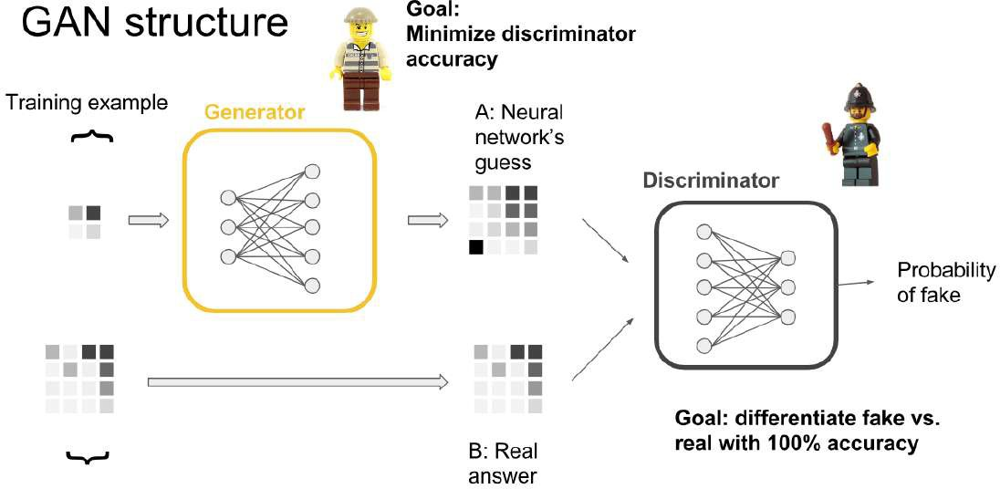 GAN structure
Goal:
Minimize discriminator
accuracy
Training example
Generator
A: Neural
network's
guess
Discriminator
Probability
of fake
B: Real
answer
Goal: differentiate fake vs.
real with 100% accuracy